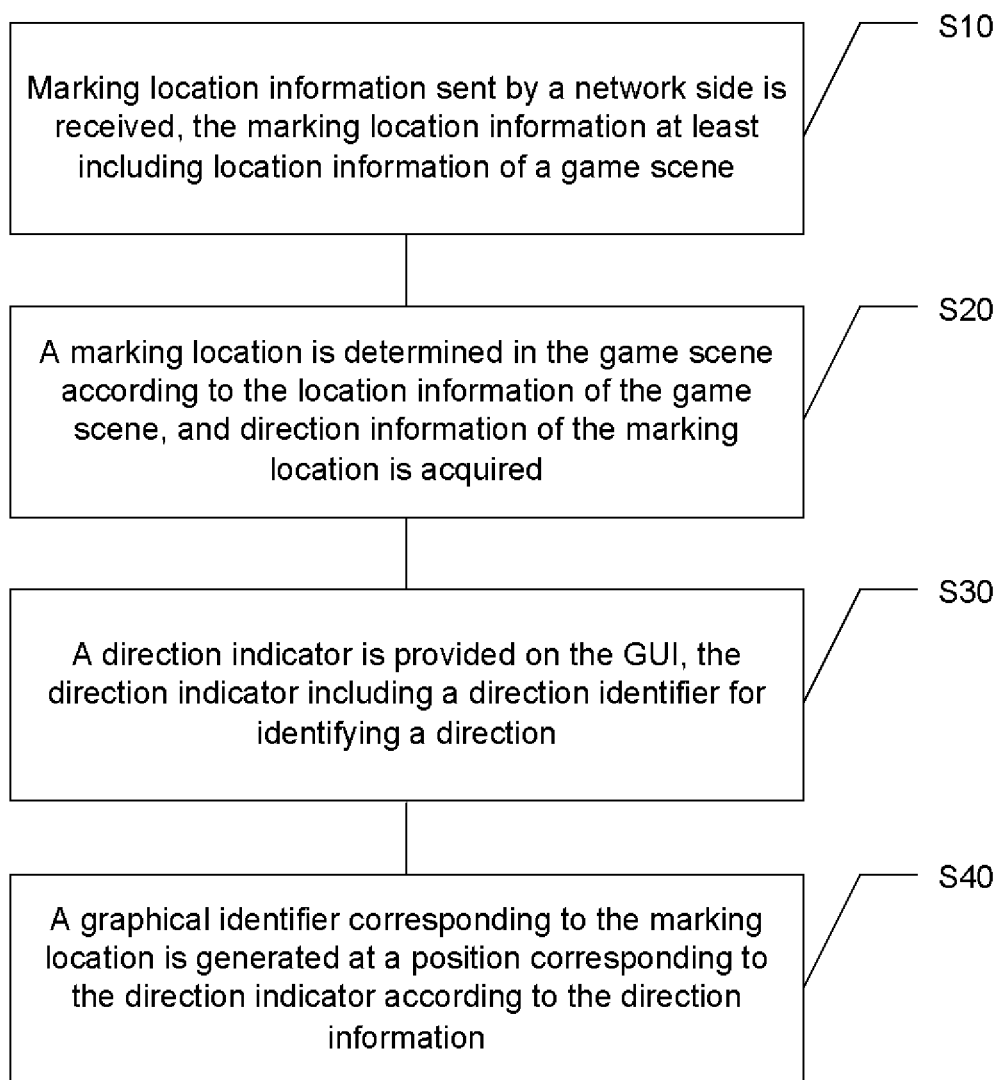 S10
Marking location information sent by a network side is
received, the marking location information at least
including location information of a game scene
S20
A marking location is determined in the game scene
according to the location information of the game
scene, and direction information of the marking
location is acquired
S30
A direction indicator is provided on the GUI, the
direction indicator including a direction identifier for
identifying a direction
S40
A graphical identifier corresponding to the marking
location is generated at a position corresponding to
the direction indicator according to the direction
information